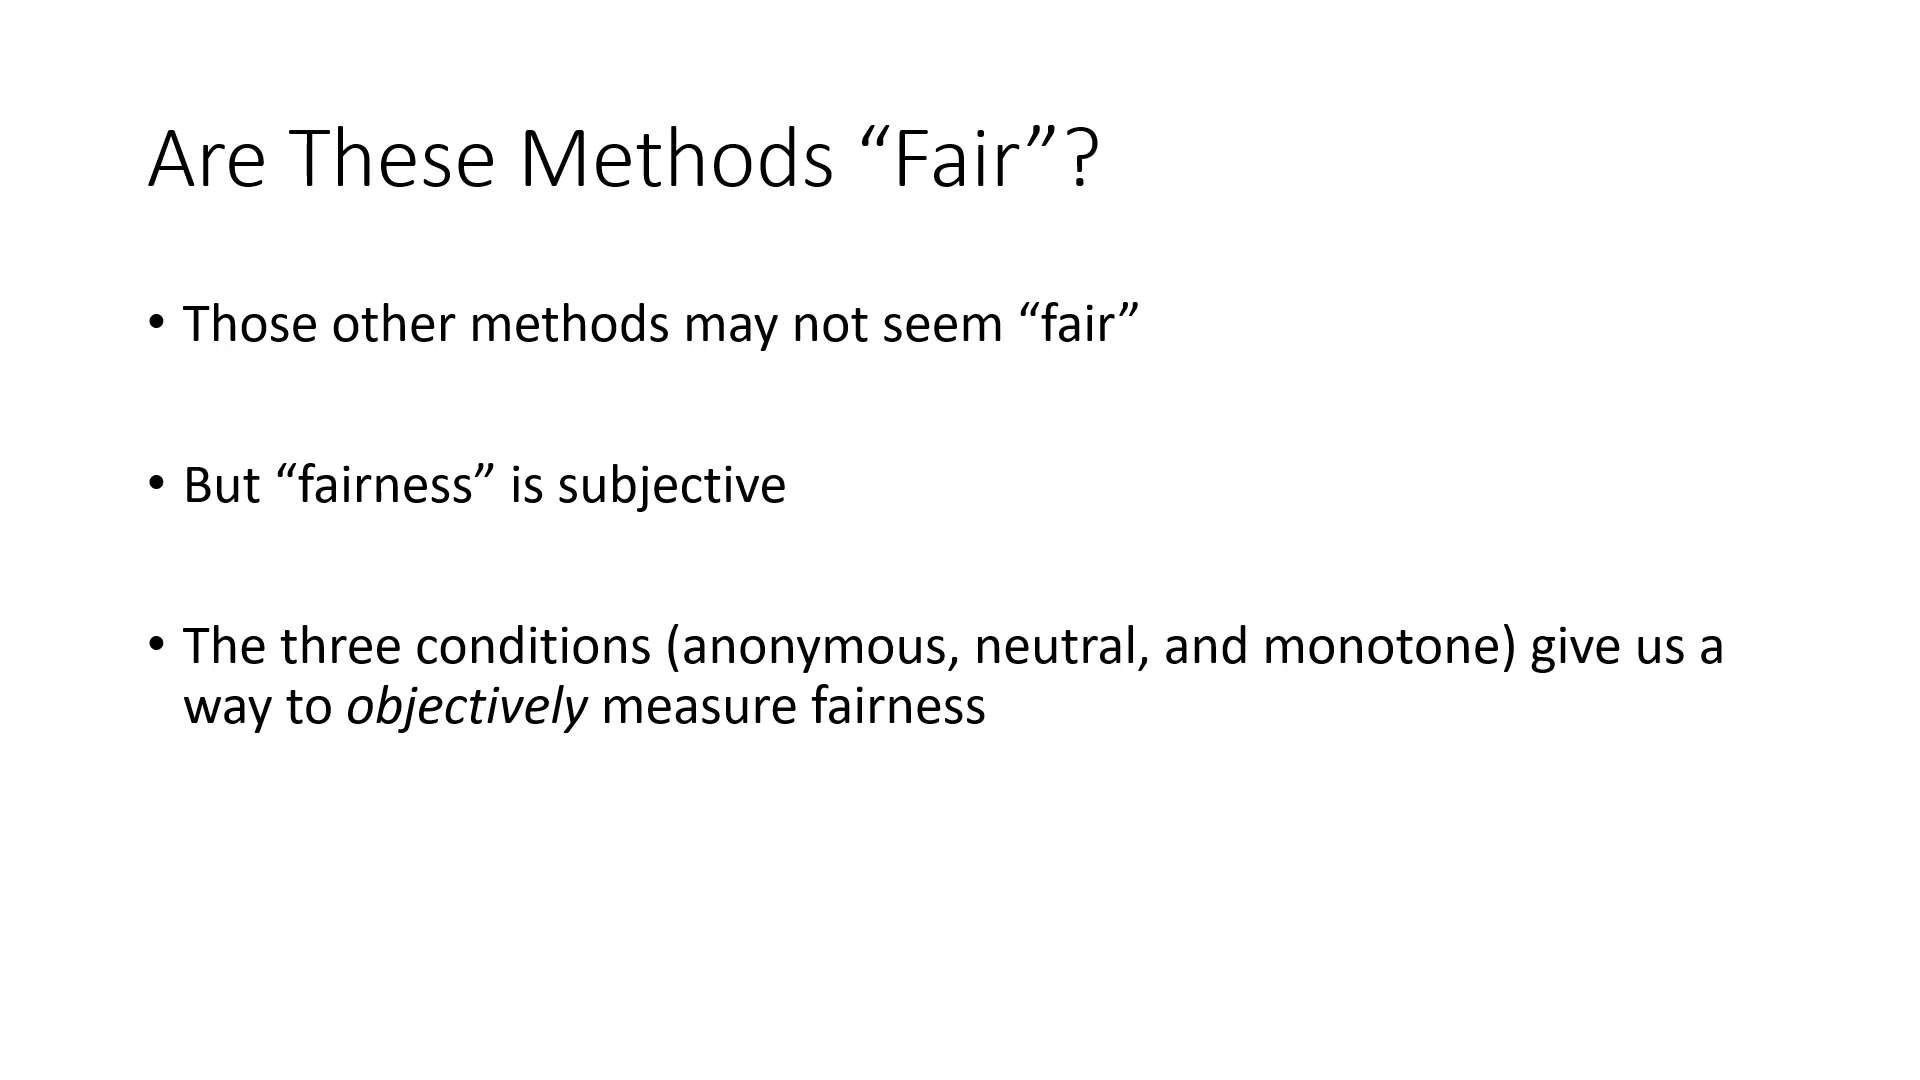 Are These Methods “Fair”?
• Those other methods may not seem “fair”
• But “fairness” is subjective
• The three conditions (anonymous, neutral, and monotone) give us a
way to objectively measure fairness